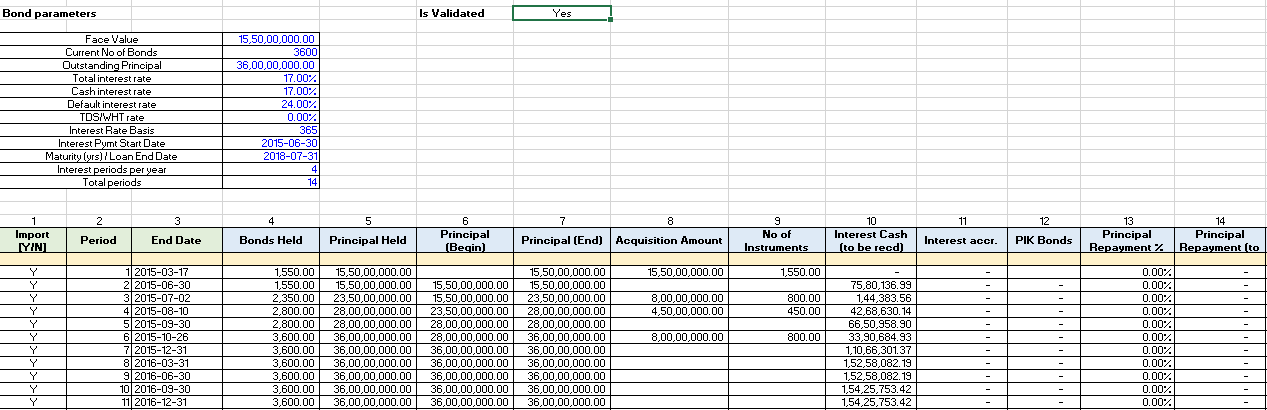 Bond parameters Is Validated Yes
Face Value 15,50,00,000.00
Current No of Bonds 3600
Outstanding Principal 36,00,00,000.00
Total interest rate 17.00%
Cash interest rate 17.00%
Default interest rate 24.00%
TDS/WHT rate 0.00%
Interest Rate Basis 365
Interest Pymt Start Date 2015-06-30
Maturity (yrs) / Loan End Date 2018-07-31
Interest periods per year 4
Total periods 14
1 2 3 4 5 6 7 8 9 10 11 12 13 14
Import [Y/N] Period End Date Bonds Held Principal Held Principal (Begin) Principal (End) Acquisition Amount No of Instruments Interest Cash (to be recd) Interest accr. PIK Bonds Principal Repayment % Principal Repayment (to
Y 1 2015-03-17 1,550.00 15,50,00,000.00 15,50,00,000.00 15,50,00,000.00 1,550.00 - - 0.00% -
Y 2 2015-06-30 1,550.00 15,50,00,000.00 15,50,00,000.00 15,50,00,000.00 75,80,136.99 - - 0.00% -
Y 3 2015-07-02 2,350.00 23,50,00,000.00 15,50,00,000.00 23,50,00,000.00 8,00,00,000.00 800.00 1,44,383.56 - - 0.00% -
Y 4 2015-08-10 2,800.00 28,00,00,000.00 23,50,00,000.00 28,00,00,000.00 4,50,00,000.00 450.00 42,68,630.14 - - 0.00% -
Y 5 2015-09-30 2,800.00 28,00,00,000.00 28,00,00,000.00 28,00,00,000.00 66,50,958.90 - - 0.00% -
Y 6 2015-10-26 3,600.00 36,00,00,000.00 28,00,00,000.00 36,00,00,000.00 8,00,00,000.00 800.00 33,90,684.93 - - 0.00% -
Y 7 2015-12-31 3,600.00 36,00,00,000.00 36,00,00,000.00 36,00,00,000.00 1,10,66,301.37 - - 0.00% -
Y 8 2016-03-31 3,600.00 36,00,00,000.00 36,00,00,000.00 36,00,00,000.00 1,52,58,082.19 - - 0.00% -
Y 9 2016-06-30 3,600.00 36,00,00,000.00 36,00,00,000.00 36,00,00,000.00 1,52,58,082.19 - - 0.00% -
Y 10 2016-09-30 3,600.00 36,00,00,000.00 36,00,00,000.00 36,00,00,000.00 1,54,25,753.42 - - 0.00% -
Y 11 2016-12-31 3,600.00 36,00,00,000.00 36,00,00,000.00 36,00,00,000.00 1,54,25,753.42 - - 0.00% -